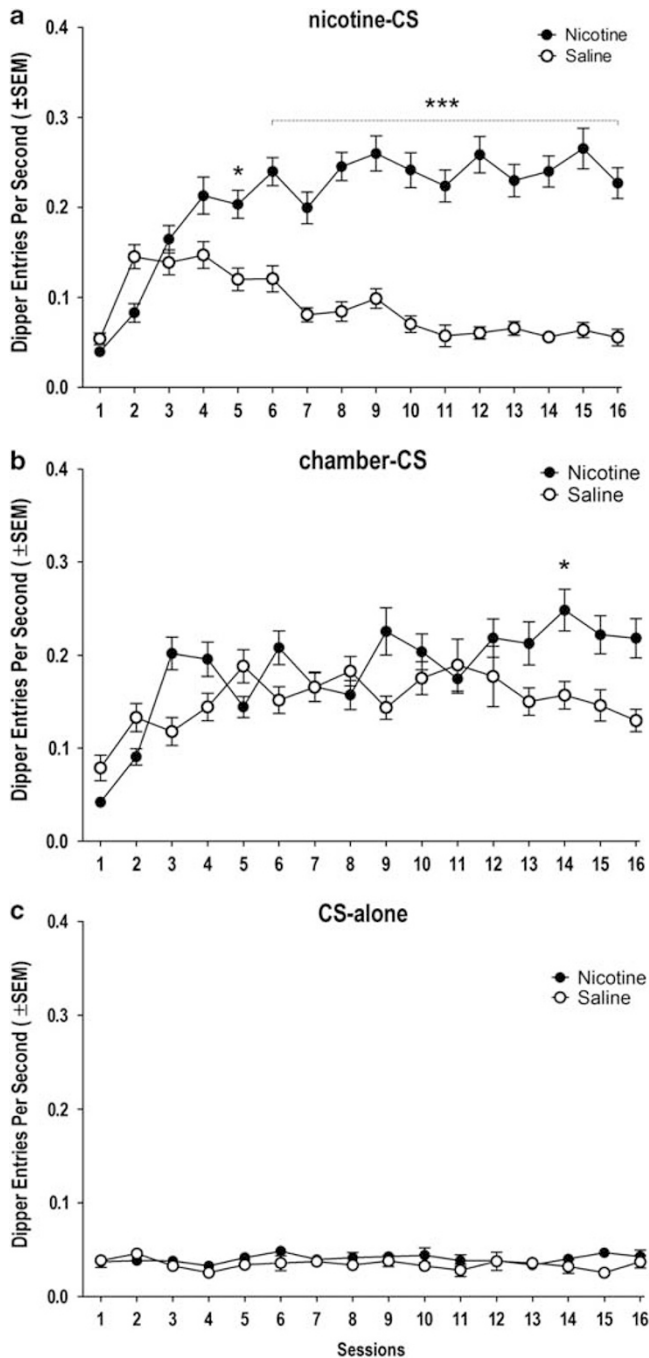 a
nicotine-CS
Nicotine
Saline
Dipper Entries Per Second (±SEM)
0.4
0.3
0.2
0.1
0.0
***
*
1 2 3 4 5 6 7 8 9 10 11 12 13 14 15 16
b
chamber-CS
Nicotine
Saline
Dipper Entries Per Second (±SEM)
0.4
0.3
0.2
0.1
0.0
*
1 2 3 4 5 6 7 8 9 10 11 12 13 14 15 16
c
CS-alone
Nicotine
Saline
Dipper Entries Per Second (±SEM)
0.4
0.3
0.2
0.1
0.0
1 2 3 4 5 6 7 8 9 10 11 12 13 14 15 16
Sessions